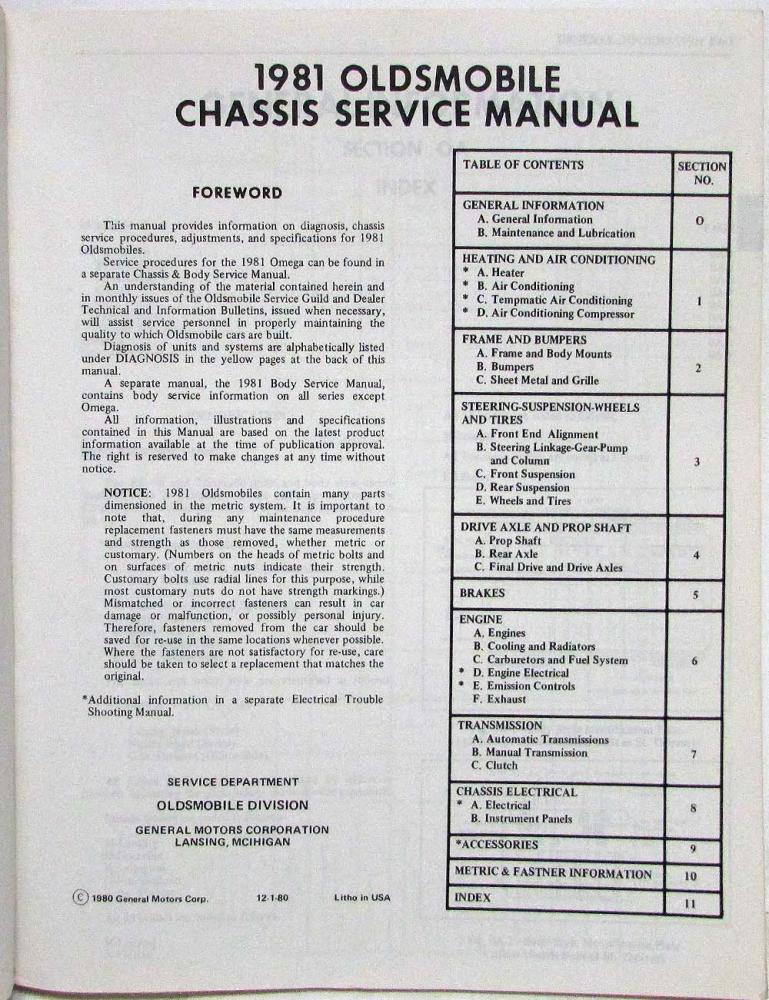 1981 OLDSMOBILE
CHASSIS SERVICE MANUAL
FOREWORD
This manual provides information on diagnosis, chassis
service procedures, adjustments, and specifications for 1981
Oldsmobiles.
Service procedures for the 1981 Omega can be found in
a separate Chassis & Body Service Manual.
An understanding of the material contained herein and
in monthly issues of the Oldsmobile Service Guild and Dealer
Technical and Information Bulletins, issued when necessary,
will assist service personnel in properly maintaining the
quality to which Oldsmobile cars are built.
Diagnosis of units and systems are alphabetically listed
under DIAGNOSIS in the yellow pages at the back of this
manual.
A separate manual, the 1981 Body Service Manual,
contains body service information on all series except
Omega.
All information, illustrations and specifications
contained in this Manual are based on the latest product
information available at the time of publication approval.
The right is reserved to make changes at any time without
notice.
NOTICE: 1981 Oldsmobiles contain many parts
dimensioned in the metric system. It is important to
note that, during any maintenance procedure
replacement fasteners must have the same measurements
and strength as those removed, whether metric or
customary. (Numbers on the heads of metric bolts and
on surfaces of metric nuts indicate their strength.
Customary bolts use radial lines for this purpose, while
most customary nuts do not have strength markings.)
Mismatched or incorrect fasteners can result in car
damage or malfunction, or possibly personal injury.
Therefore, fasteners removed from the car should be
saved for re-use in the same locations whenever possible.
Where the fasteners are not satisfactory for re-use, care
should be taken to select a replacement that matches the
original.
*Additional information in a separate Electrical Trouble
Shooting Manual.
SERVICE DEPARTMENT
OLDSMOBILE DIVISION
GENERAL MOTORS CORPORATION
LANSING, MCIHIGAN
© 1980 General Motors Corp. 12-1-80 Litho in USA
TABLE OF CONTENTS SECTION
NO.
GENERAL INFORMATION
A. General Information 0
B. Maintenance and Lubrication
HEATING AND AIR CONDITIONING
* A. Heater
* B. Air Conditioning
* C. Tempmatic Air Conditioning 1
* D. Air Conditioning Compressor
FRAME AND BUMPERS
A. Frame and Body Mounts
B. Bumpers 2
C. Sheet Metal and Grille
STEERING-SUSPENSION-WHEELS
AND TIRES
A. Front End Alignment
B. Steering Linkage-Gear-Pump
and Column 3
C. Front Suspension
D. Rear Suspension
E. Wheels and Tires
DRIVE AXLE AND PROP SHAFT
A. Prop Shaft
B. Rear Axle 4
C. Final Drive and Drive Axles
BRAKES 5
ENGINE
A. Engines
B. Cooling and Radiators
C. Carburetors and Fuel System 6
* D. Engine Electrical
* E. Emission Controls
F. Exhaust
TRANSMISSION
A. Automatic Transmissions
B. Manual Transmission 7
C. Clutch
CHASSIS ELECTRICAL
* A. Electrical 8
B. Instrument Panels
*ACCESSORIES 9
METRIC & FASTNER INFORMATION 10
INDEX 11